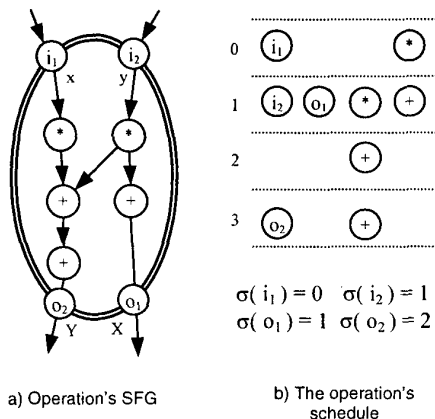 i₁ i₂
x y
* *
+ +
+
o₂ o₁
Y X
a) Operation's SFG
0 i₁ *
1 i₂ o₁ * +
2 +
3 o₂ +
σ( i₁ ) = 0 σ( i₂ ) = 1
σ( o₁ ) = 1 σ( o₂ ) = 2
b) The operation's
schedule